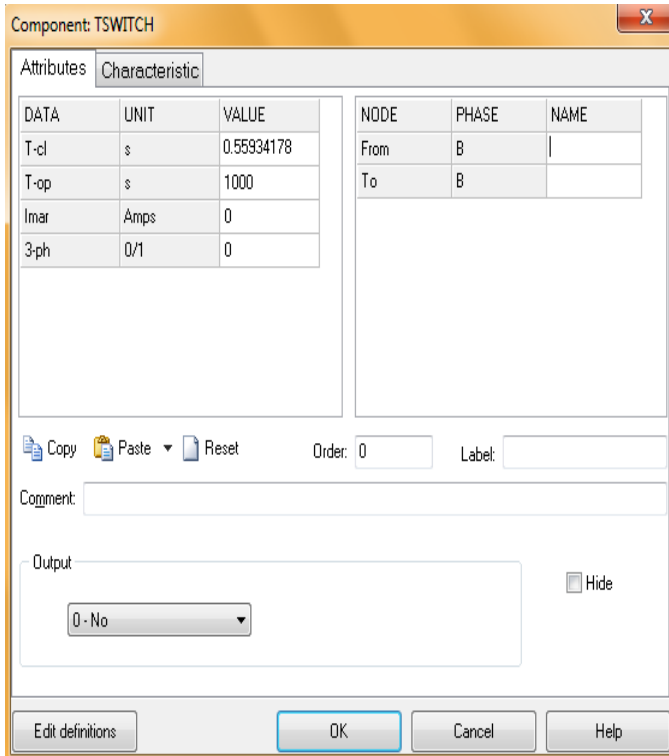 Component: TSWITCH
x
Attributes Characteristic
DATA UNIT VALUE
T-cl s 0.55934178
T-op s 1000
Imar Amps 0
3-ph 0/1 0
NODE PHASE NAME
From B
To B
Copy Paste Reset Order: 0 Label:
Comment:
Output
0 - No
Hide
Edit definitions OK Cancel Help